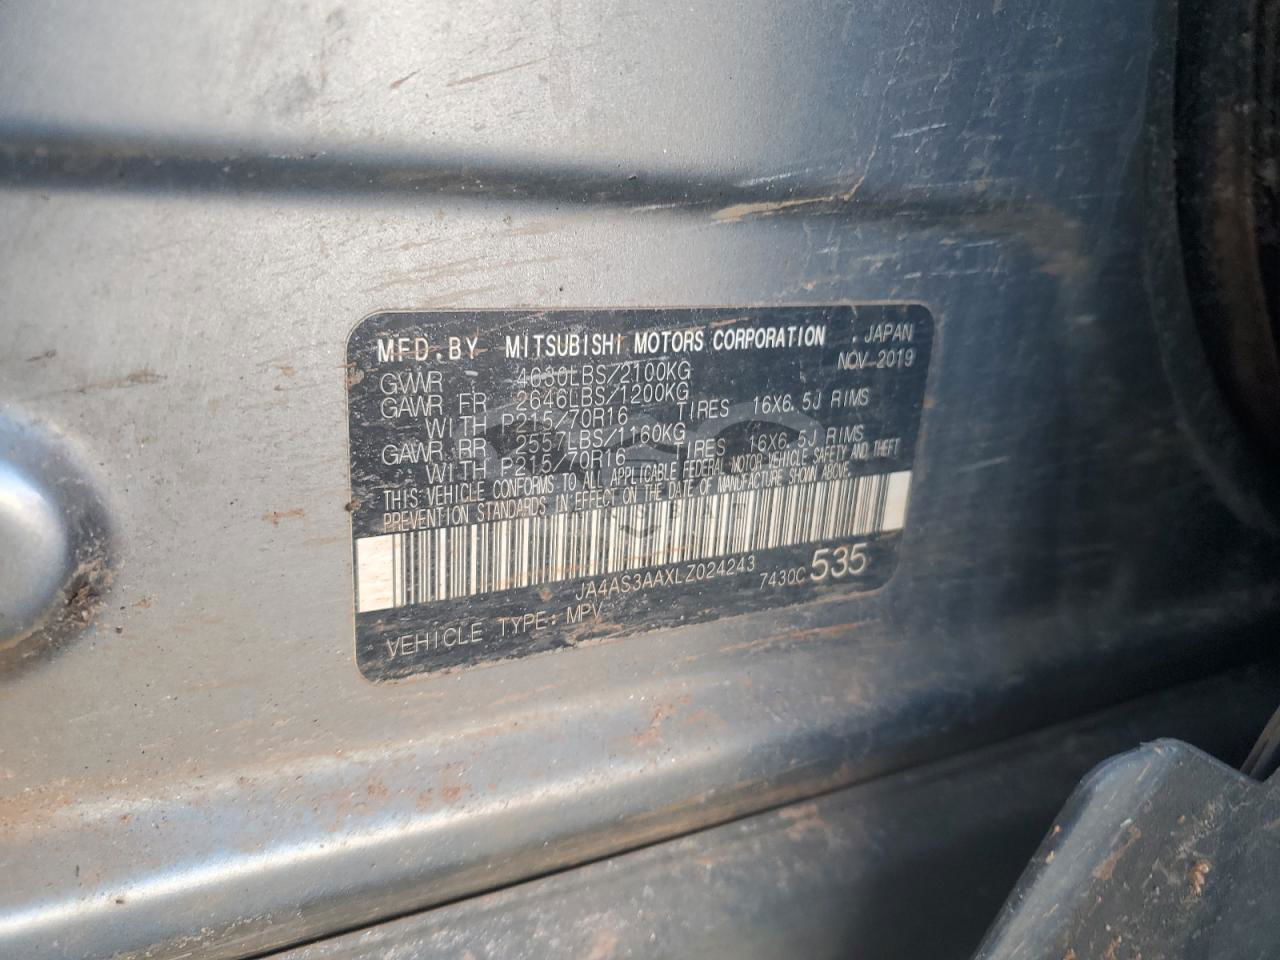 MFD.BY MITSUBISHI MOTORS CORPORATION . JAPAN
NOV-2019
GVWR 4630LBS/2100KG
GAWR FR 2646LBS/1200KG
WITH P215/70R16 TIRES 16X6.5J RIMS
GAWR RR 2557LBS/1160KG
WITH P215/70R16 TIRES 16X6.5J RIMS
THIS VEHICLE CONFORMS TO ALL APPLICABLE FEDERAL MOTOR VEHICLE SAFETY AND THEFT
PREVENTION STANDARDS IN EFFECT ON THE DATE OF MANUFACTURE SHOWN ABOVE.
JA4AS3AAXLZ024243
7430C 535
VEHICLE TYPE: MPV